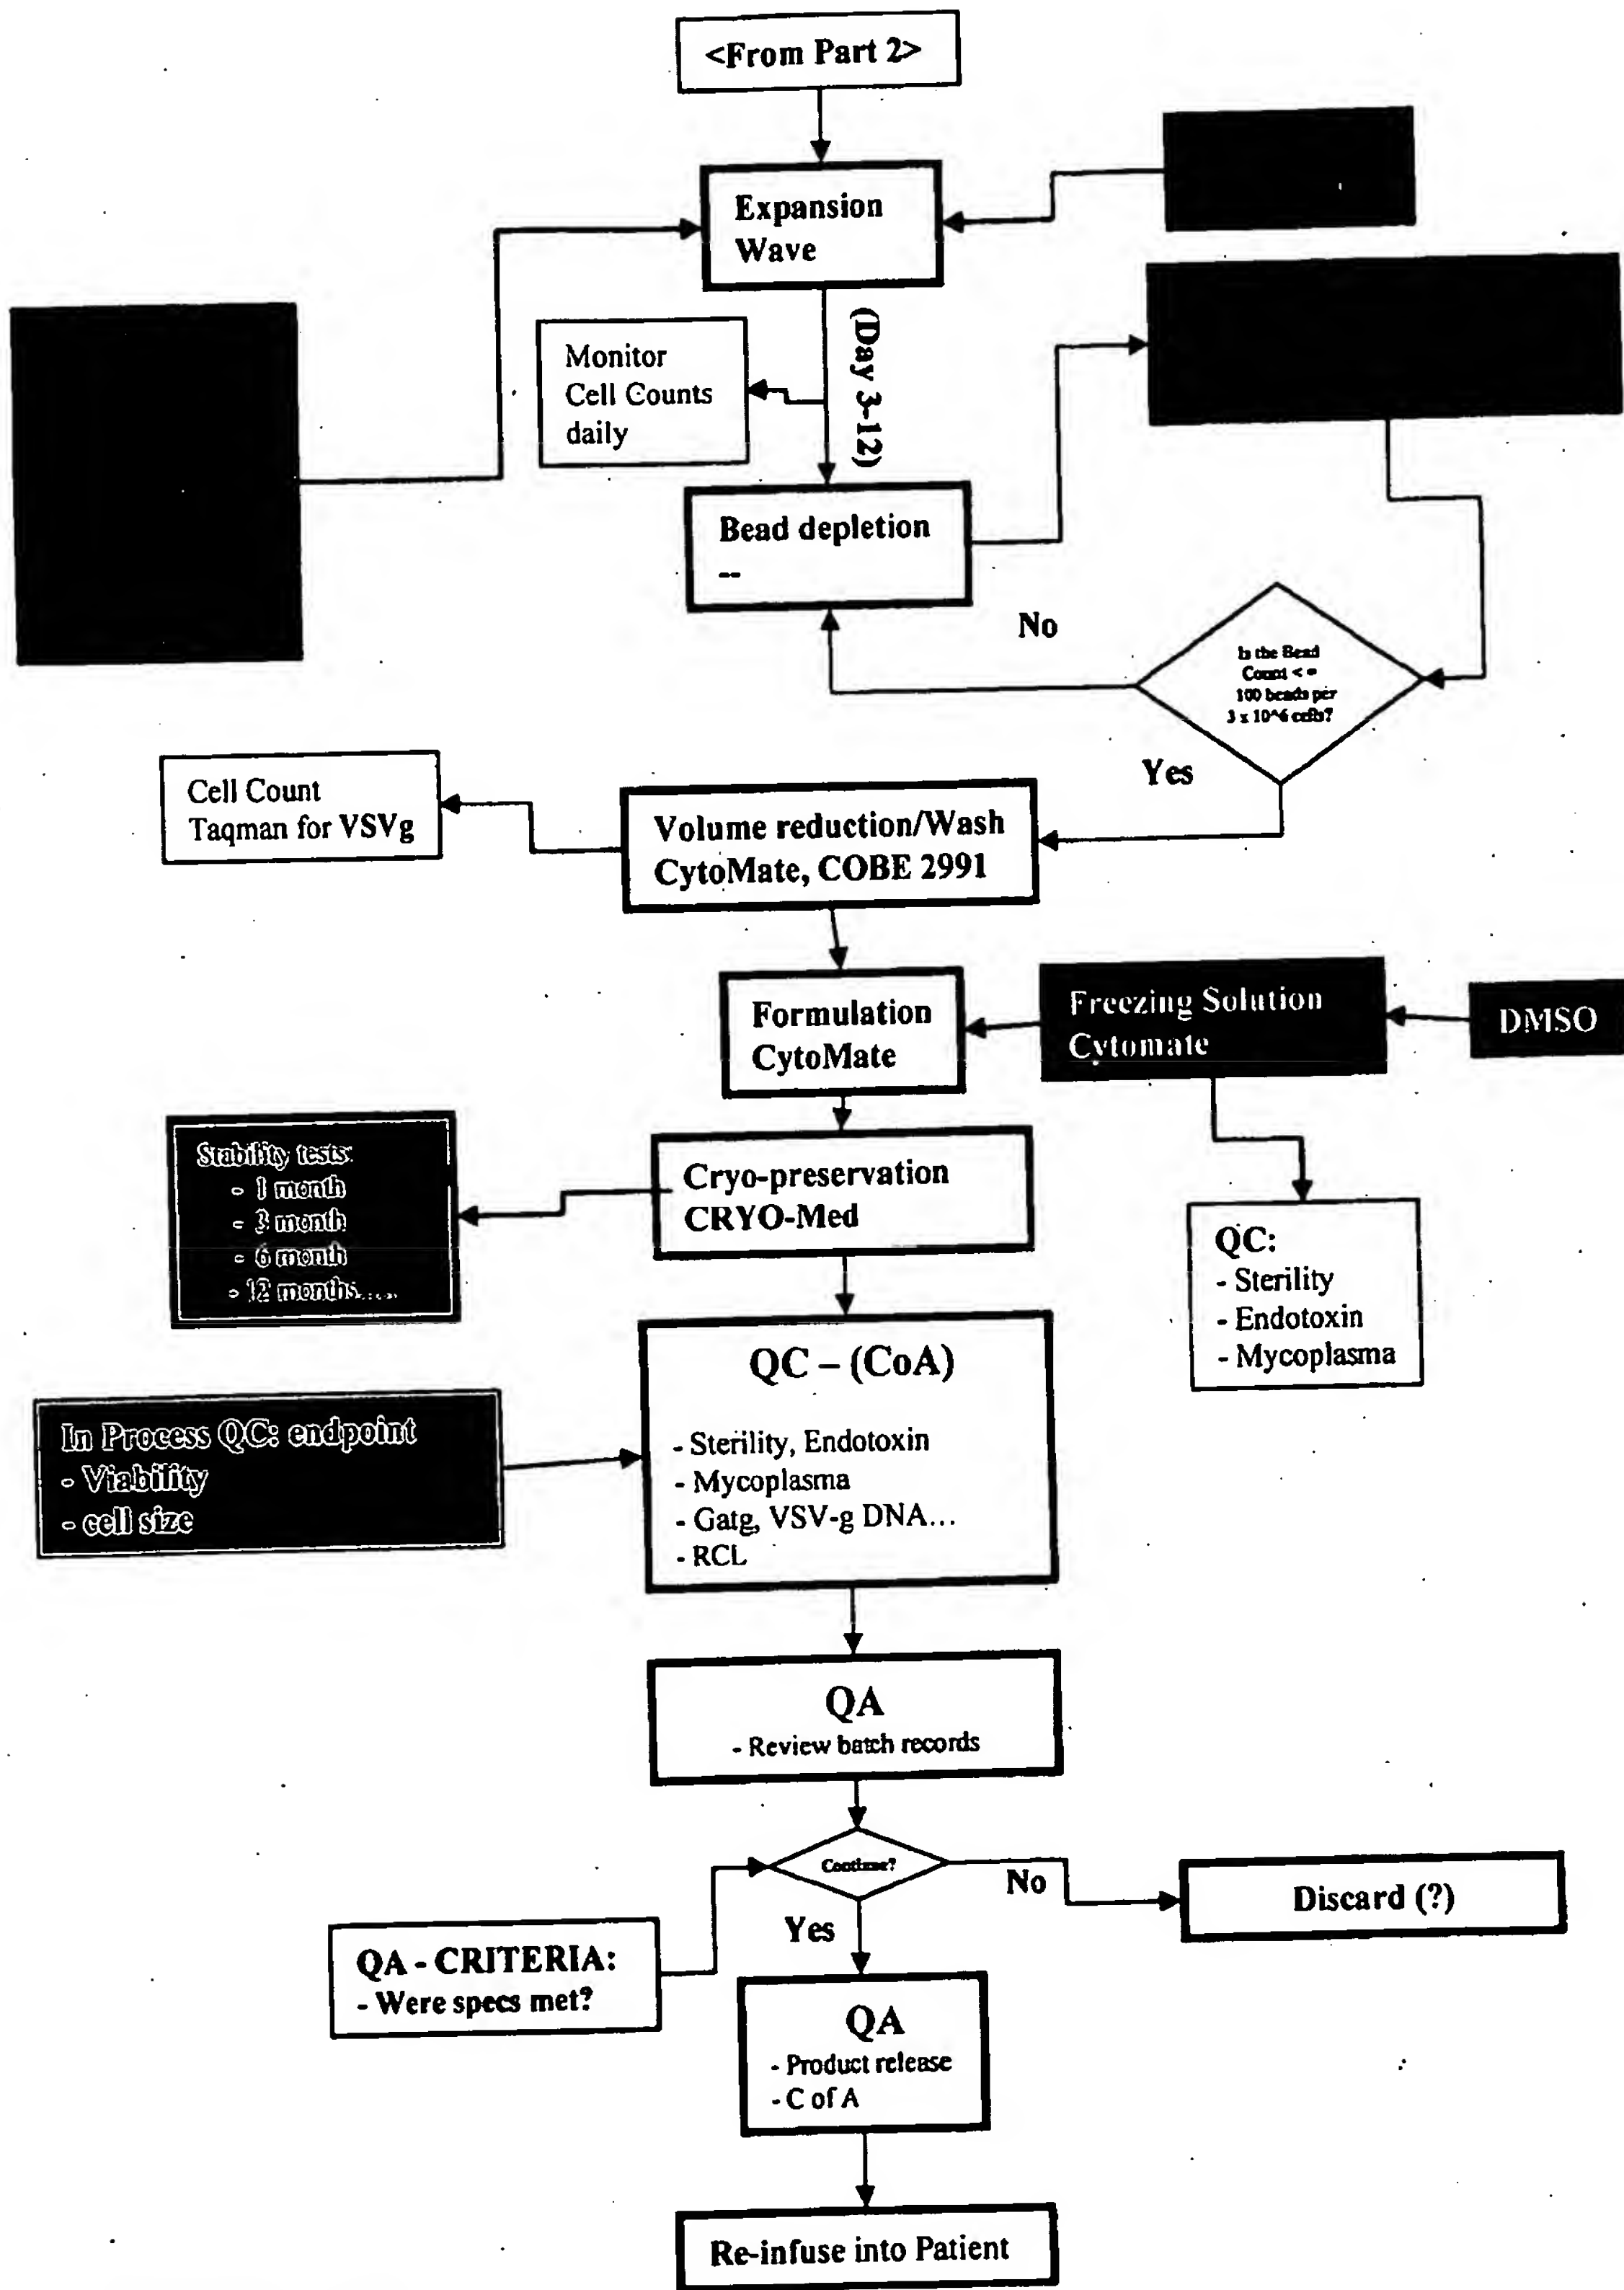 <From Part 2>
Expansion
Wave
Monitor
Cell Counts
daily
(Day 3-12)
Bead depletion
--
No
Is the Bead
Count < =
100 beads per
3 x 10^6 cells?
Yes
Cell Count
Taqman for VSVg
Volume reduction/Wash
CytoMate, COBE 2991
Formulation
CytoMate
Freezing Solution
Cytomate
DMSO
Stability tests:
- 1 month
- 3 month
- 6 month
- 12 months....
Cryo-preservation
CRYO-Med
QC:
- Sterility
- Endotoxin
- Mycoplasma
QC – (CoA)
- Sterility, Endotoxin
- Mycoplasma
- Gatg, VSV-g DNA...
- RCL
In Process QC: endpoint
- Viability
- cell size
QA
- Review batch records
Continue?
No
Discard (?)
Yes
QA - CRITERIA:
- Were specs met?
QA
- Product release
- C of A
Re-infuse into Patient